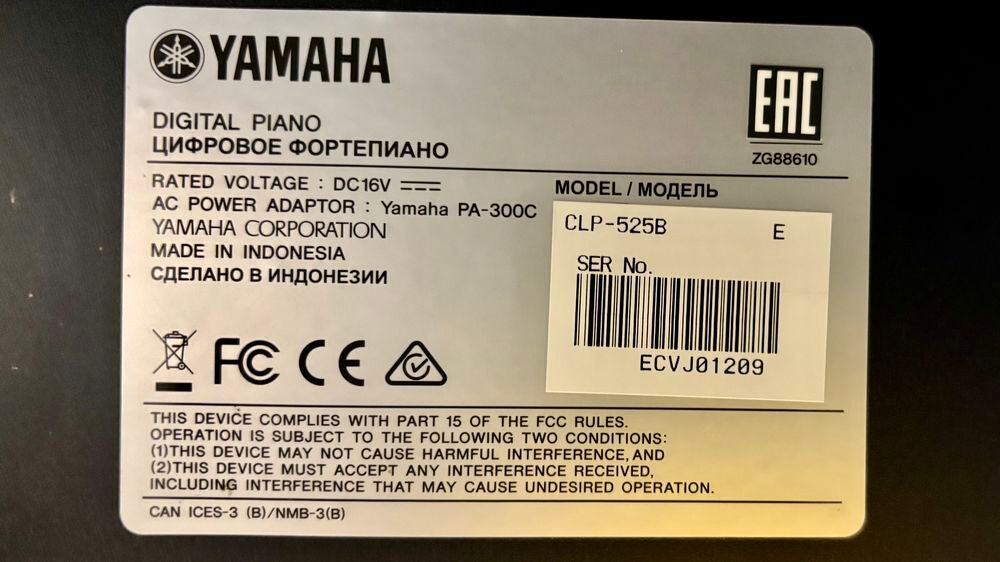 YAMAHA
DIGITAL PIANO
ЦИФРОВОЕ ФОРТЕПИАНО
EAC
ZG88610
RATED VOLTAGE : DC16V
AC POWER ADAPTOR : Yamaha PA-300C
YAMAHA CORPORATION
MADE IN INDONESIA
СДЕЛАНО В ИНДОНЕЗИИ
MODEL / МОДЕЛЬ
CLP-525B E
SER No.
ECVJ01209
FC CE
THIS DEVICE COMPLIES WITH PART 15 OF THE FCC RULES.
OPERATION IS SUBJECT TO THE FOLLOWING TWO CONDITIONS:
(1)THIS DEVICE MAY NOT CAUSE HARMFUL INTERFERENCE, AND
(2)THIS DEVICE MUST ACCEPT ANY INTERFERENCE RECEIVED,
INCLUDING INTERFERENCE THAT MAY CAUSE UNDESIRED OPERATION.
CAN ICES-3 (B)/NMB-3(B)